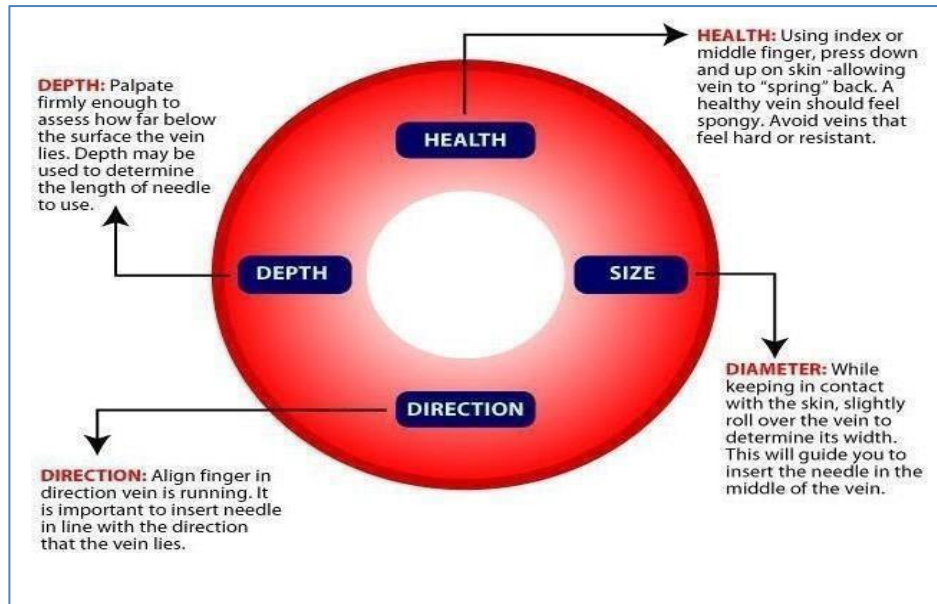 HEALTH: Using index or
middle finger, press down
and up on skin -allowing
vein to “spring” back. A
healthy vein should feel
spongy. Avoid veins that
feel hard or resistant.
DEPTH: Palpate
firmly enough to
assess how far below
the surface the vein
lies. Depth may be
used to determine
the length of needle
to use.
HEALTH
DEPTH
SIZE
DIRECTION
DIAMETER: While
keeping in contact
with the skin, slightly
roll over the vein to
determine its width.
This will guide you to
insert the needle in the
middle of the vein.
DIRECTION: Align finger in
direction vein is running. It
is important to insert needle
in line with the direction
that the vein lies.